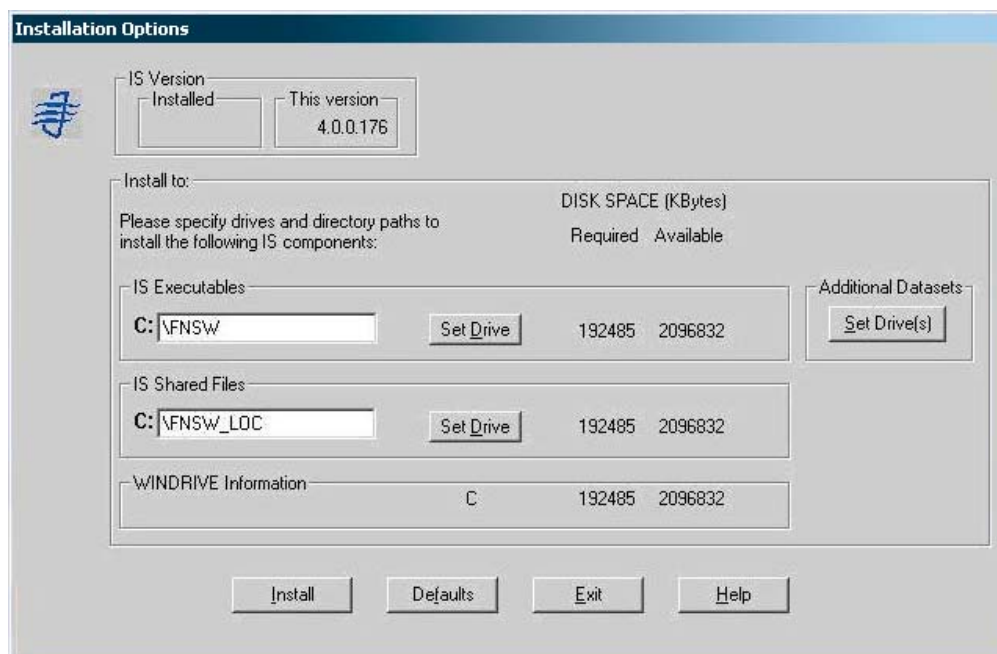 Installation Options
IS Version
Installed
This version
4.0.0.176
Install to:
Please specify drives and directory paths to
install the following IS components:
DISK SPACE (KBytes)
Required Available
IS Executables
C: \FNSW
Set Drive
192485 2096832
Additional Datasets
Set Drive(s)
IS Shared Files
C: \FNSW_LOC
Set Drive
192485 2096832
WINDRIVE Information
C
192485 2096832
Install
Defaults
Exit
Help